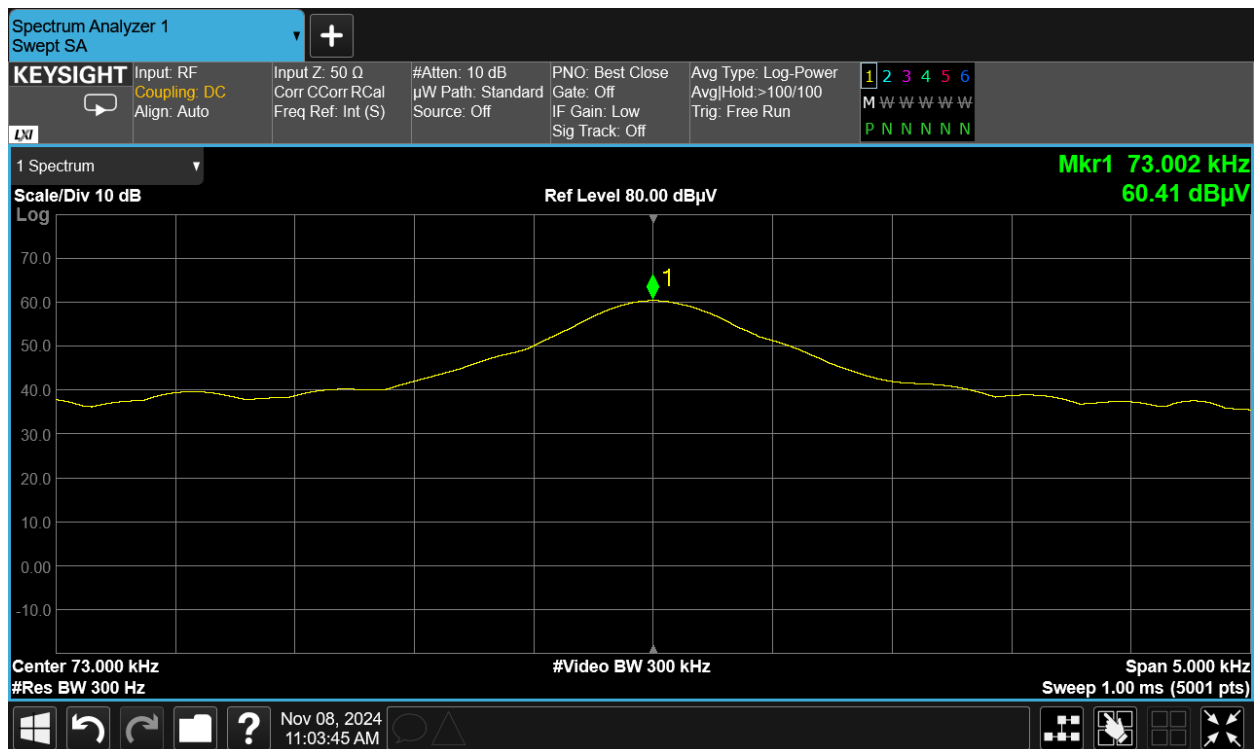 Spectrum Analyzer 1
Swept SA
KEYSIGHT
LXI
Input: RF
Coupling: DC
Align: Auto
Input Z: 50 Ω
Corr CCorr RCal
Freq Ref: Int (S)
#Atten: 10 dB
µW Path: Standard
Source: Off
PNO: Best Close
Gate: Off
IF Gain: Low
Sig Track: Off
Avg Type: Log-Power
Avg|Hold:>100/100
Trig: Free Run
1 2 3 4 5 6
M W W W W W
P N N N N N
1 Spectrum
Mkr1 73.002 kHz
60.41 dBµV
Scale/Div 10 dB
Ref Level 80.00 dBµV
Log
1
70.0
60.0
50.0
40.0
30.0
20.0
10.0
0.00
-10.0
Center 73.000 kHz
#Video BW 300 kHz
Span 5.000 kHz
#Res BW 300 Hz
Sweep 1.00 ms (5001 pts)
?
Nov 08, 2024
11:03:45 AM